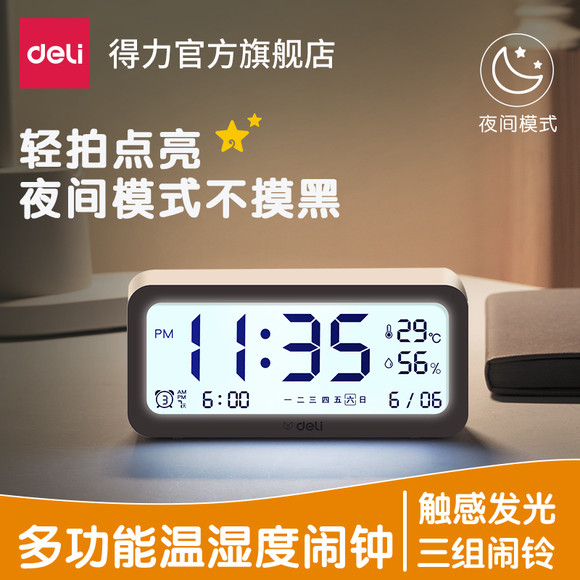 deli 得力官方旗舰店
夜间模式
轻拍点亮
夜间模式不摸黑
PM 11:35 29℃
56%
3 AM PM 6:00 一二三四五六日 6/06
deli
多功能温湿度闹钟
触感发光
三组闹铃